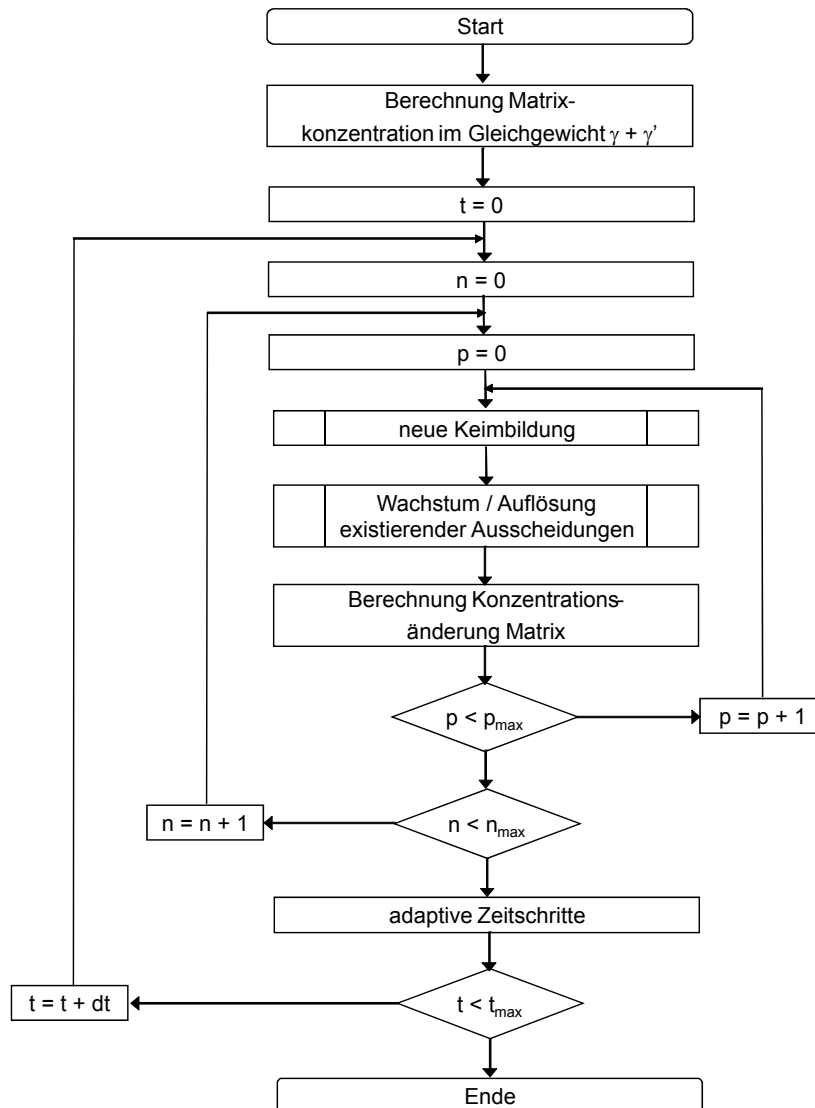 Start
Berechnung Matrix-
konzentration im Gleichgewicht γ + γ'
t = 0
n = 0
p = 0
neue Keimbildung
Wachstum / Auflösung
existierender Ausscheidungen
Berechnung Konzentrations-
änderung Matrix
p < pmax
p = p + 1
n = n + 1
n < nmax
adaptive Zeitschritte
t = t + dt
t < tmax
Ende